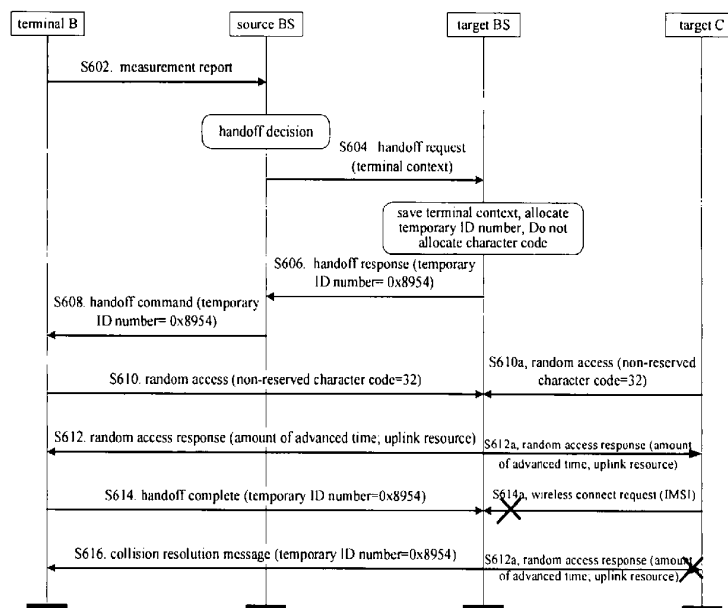 terminal B
source BS
target BS
target C
S602. measurement report
handoff decision
S604 handoff request
(terminal context)
save terminal context, allocate
temporary ID number, Do not
allocate character code
S606. handoff response (temporary
ID number= 0x8954)
S608. handoff command (temporary
ID number= 0x8954)
S610a, random access (non-reserved
character code=32)
S610. random access (non-reserved character code=32)
S612. random access response (amount of advanced time; uplink resource)
S612a, random access response (amount
of advanced time, uplink resource)
S614. handoff complete (temporary ID number=0x8954)
S614a, wireless connect request (IMSI)
S616. collision resolution message (temporary ID number=0x8954)
S612a, random access response (amount
of advanced time; uplink resource)